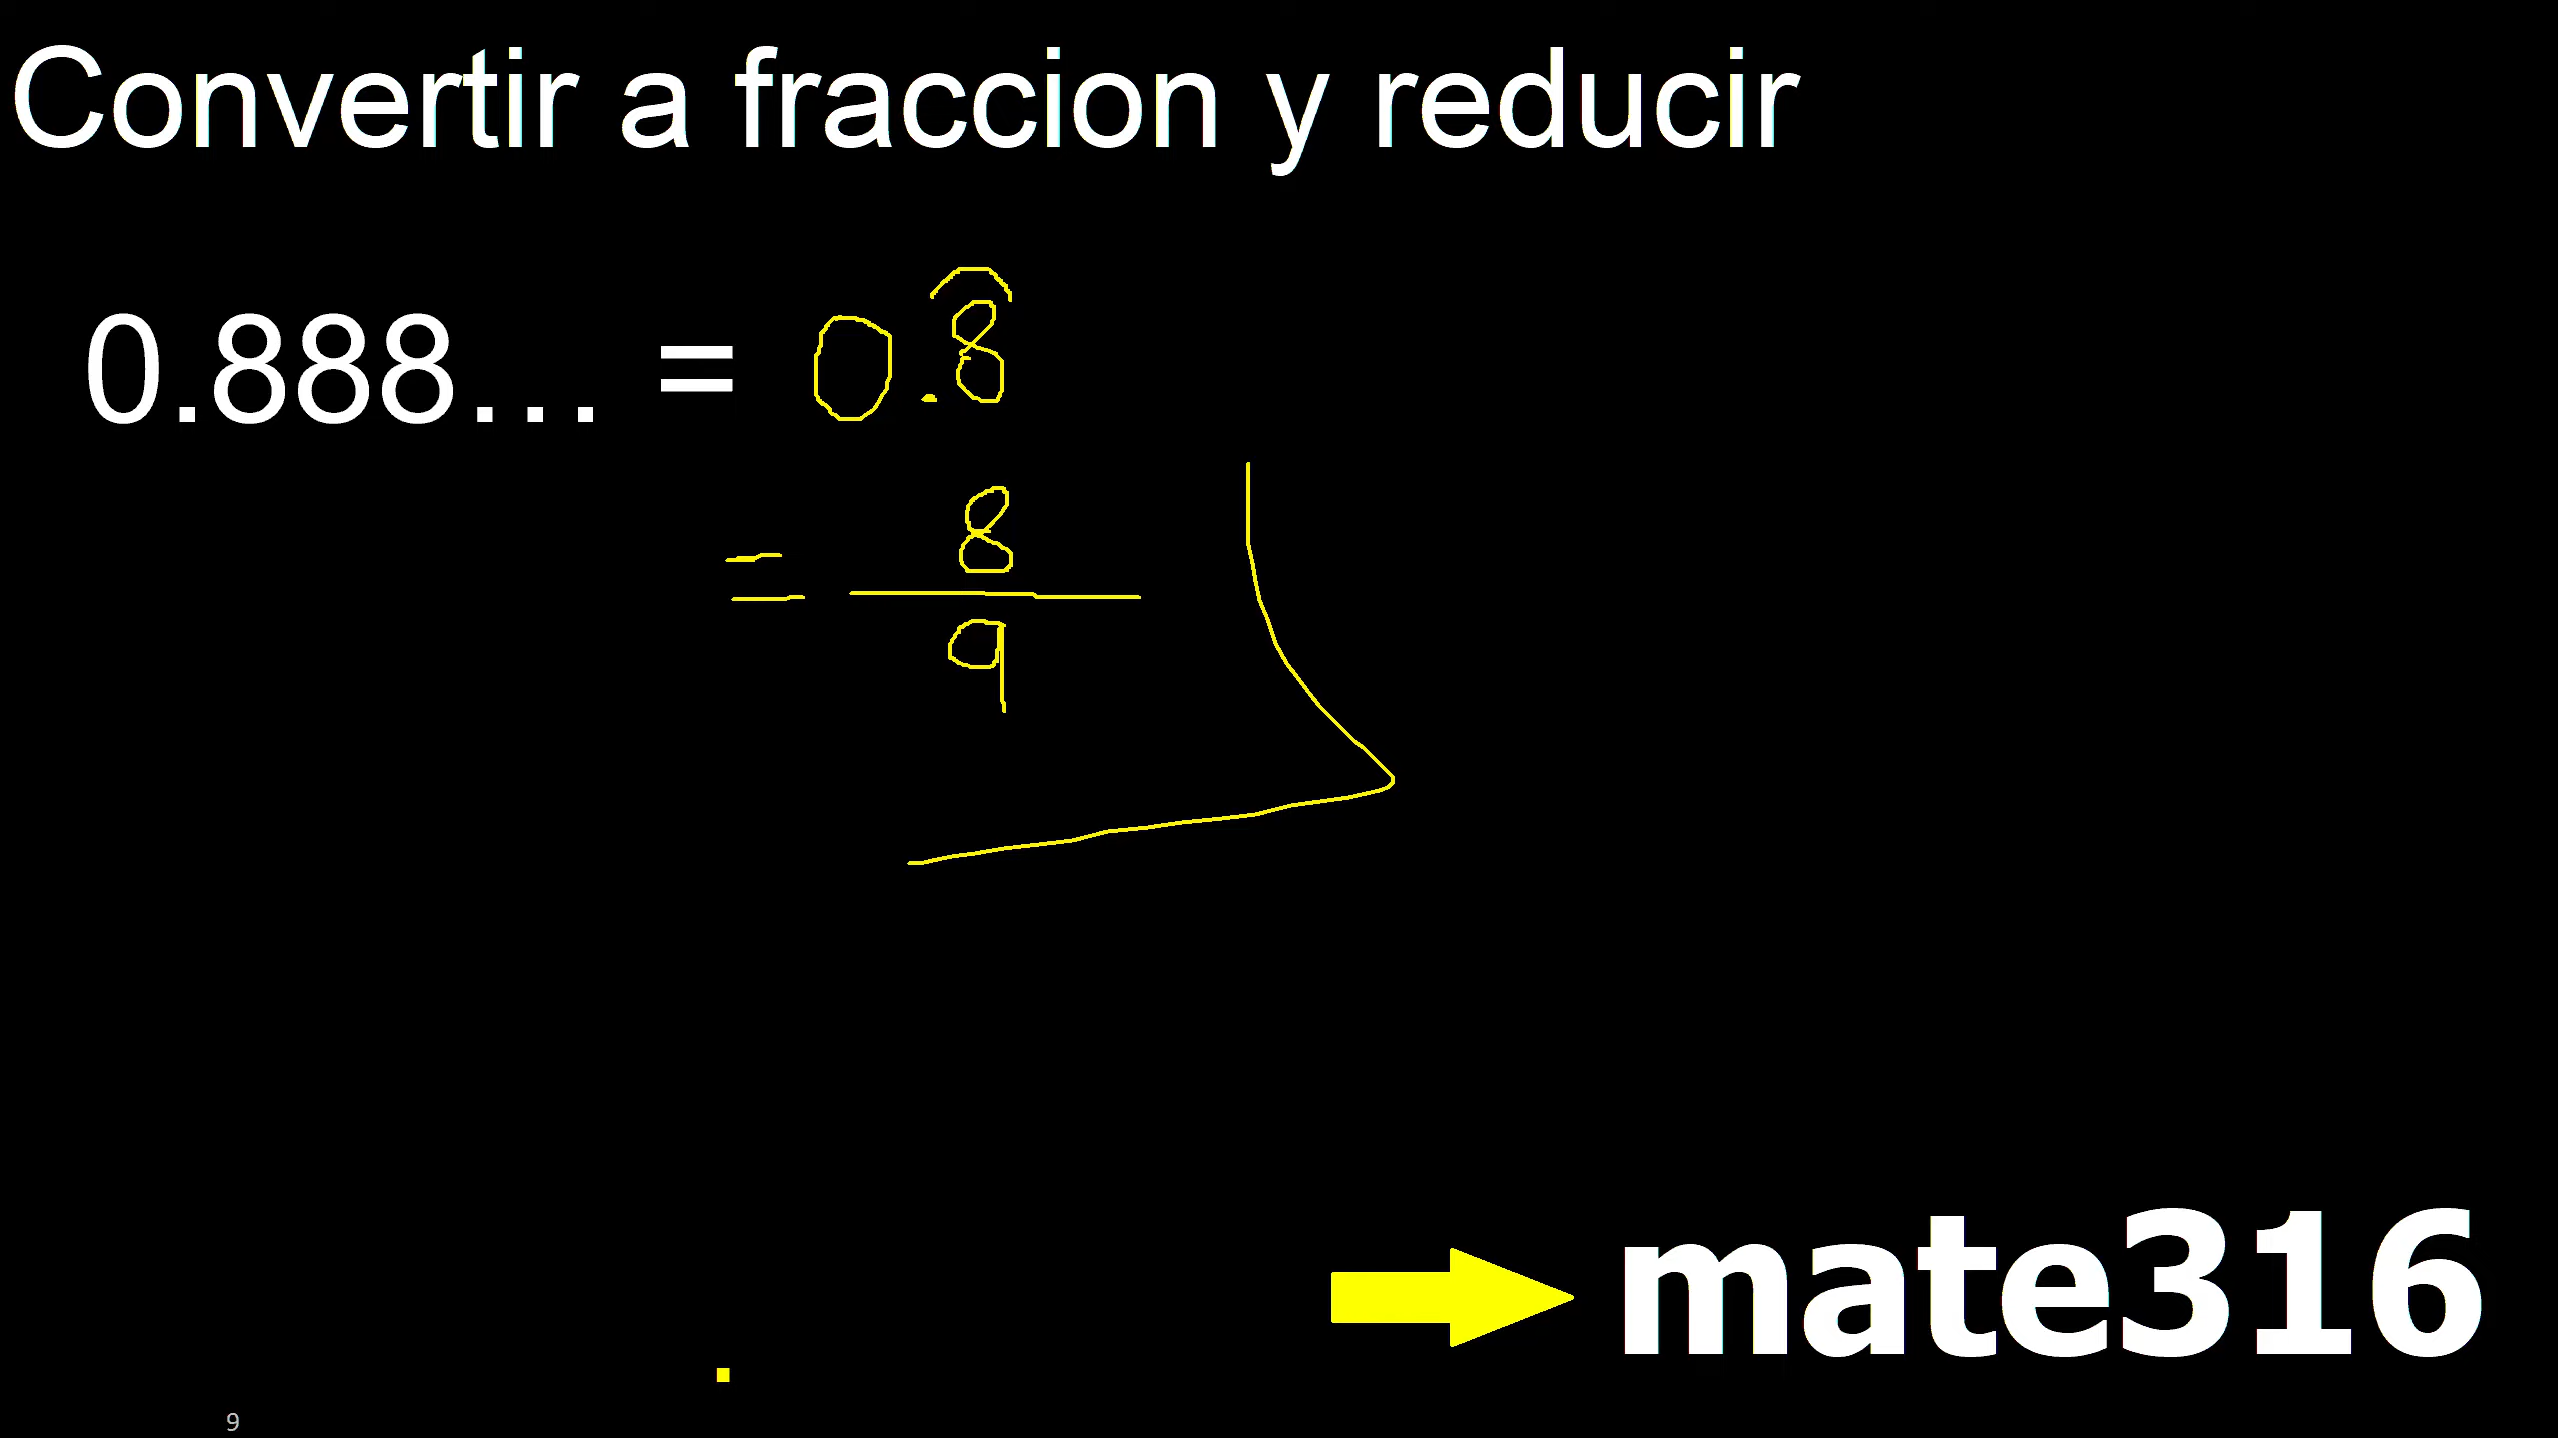 Convertir a fraccion y reducir
0.888... = 0.8
= 8
9
mate316
9